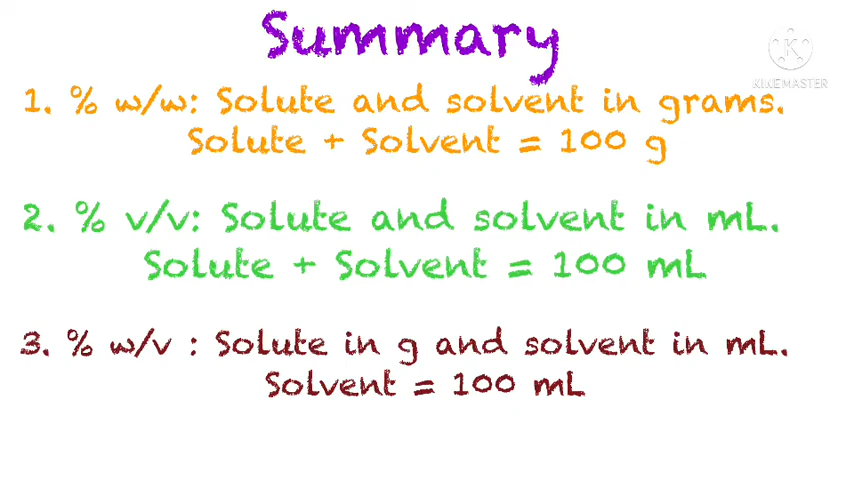 Summary
KINEMASTER
1. % w/w: Solute and solvent in grams.
Solute + Solvent = 100 g
2. % v/v: Solute and solvent in mL.
Solute + Solvent = 100 mL
3. % w/v : Solute in g and solvent in mL.
Solvent = 100 mL